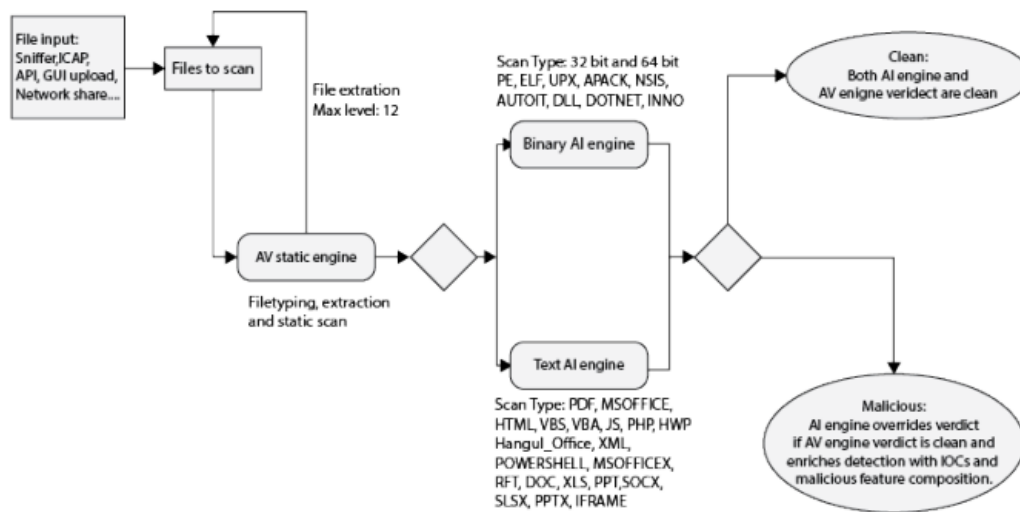 File input:
Sniffer,ICAP,
API, GUI upload,
Network share....
Files to scan
File extration
Max level: 12
AV static engine
Filetyping, extraction
and static scan
Scan Type: 32 bit and 64 bit
PE, ELF, UPX, APACK, NSIS,
AUTOIT, DLL, DOTNET, INNO
Binary AI engine
Text AI engine
Scan Type: PDF, MSOFFICE,
HTML, VBS, VBA, JS, PHP, HWP
Hangul_Office, XML,
POWERSHELL, MSOFFICEX,
RFT, DOC, XLS, PPT,SOCX,
SLSX, PPTX, IFRAME
Clean:
Both AI engine and
AV enigne veridect are clean
Malicious:
AI engine overrides verdict
if AV engine verdict is clean and
enriches detection with IOCs and
malicious feature composition.